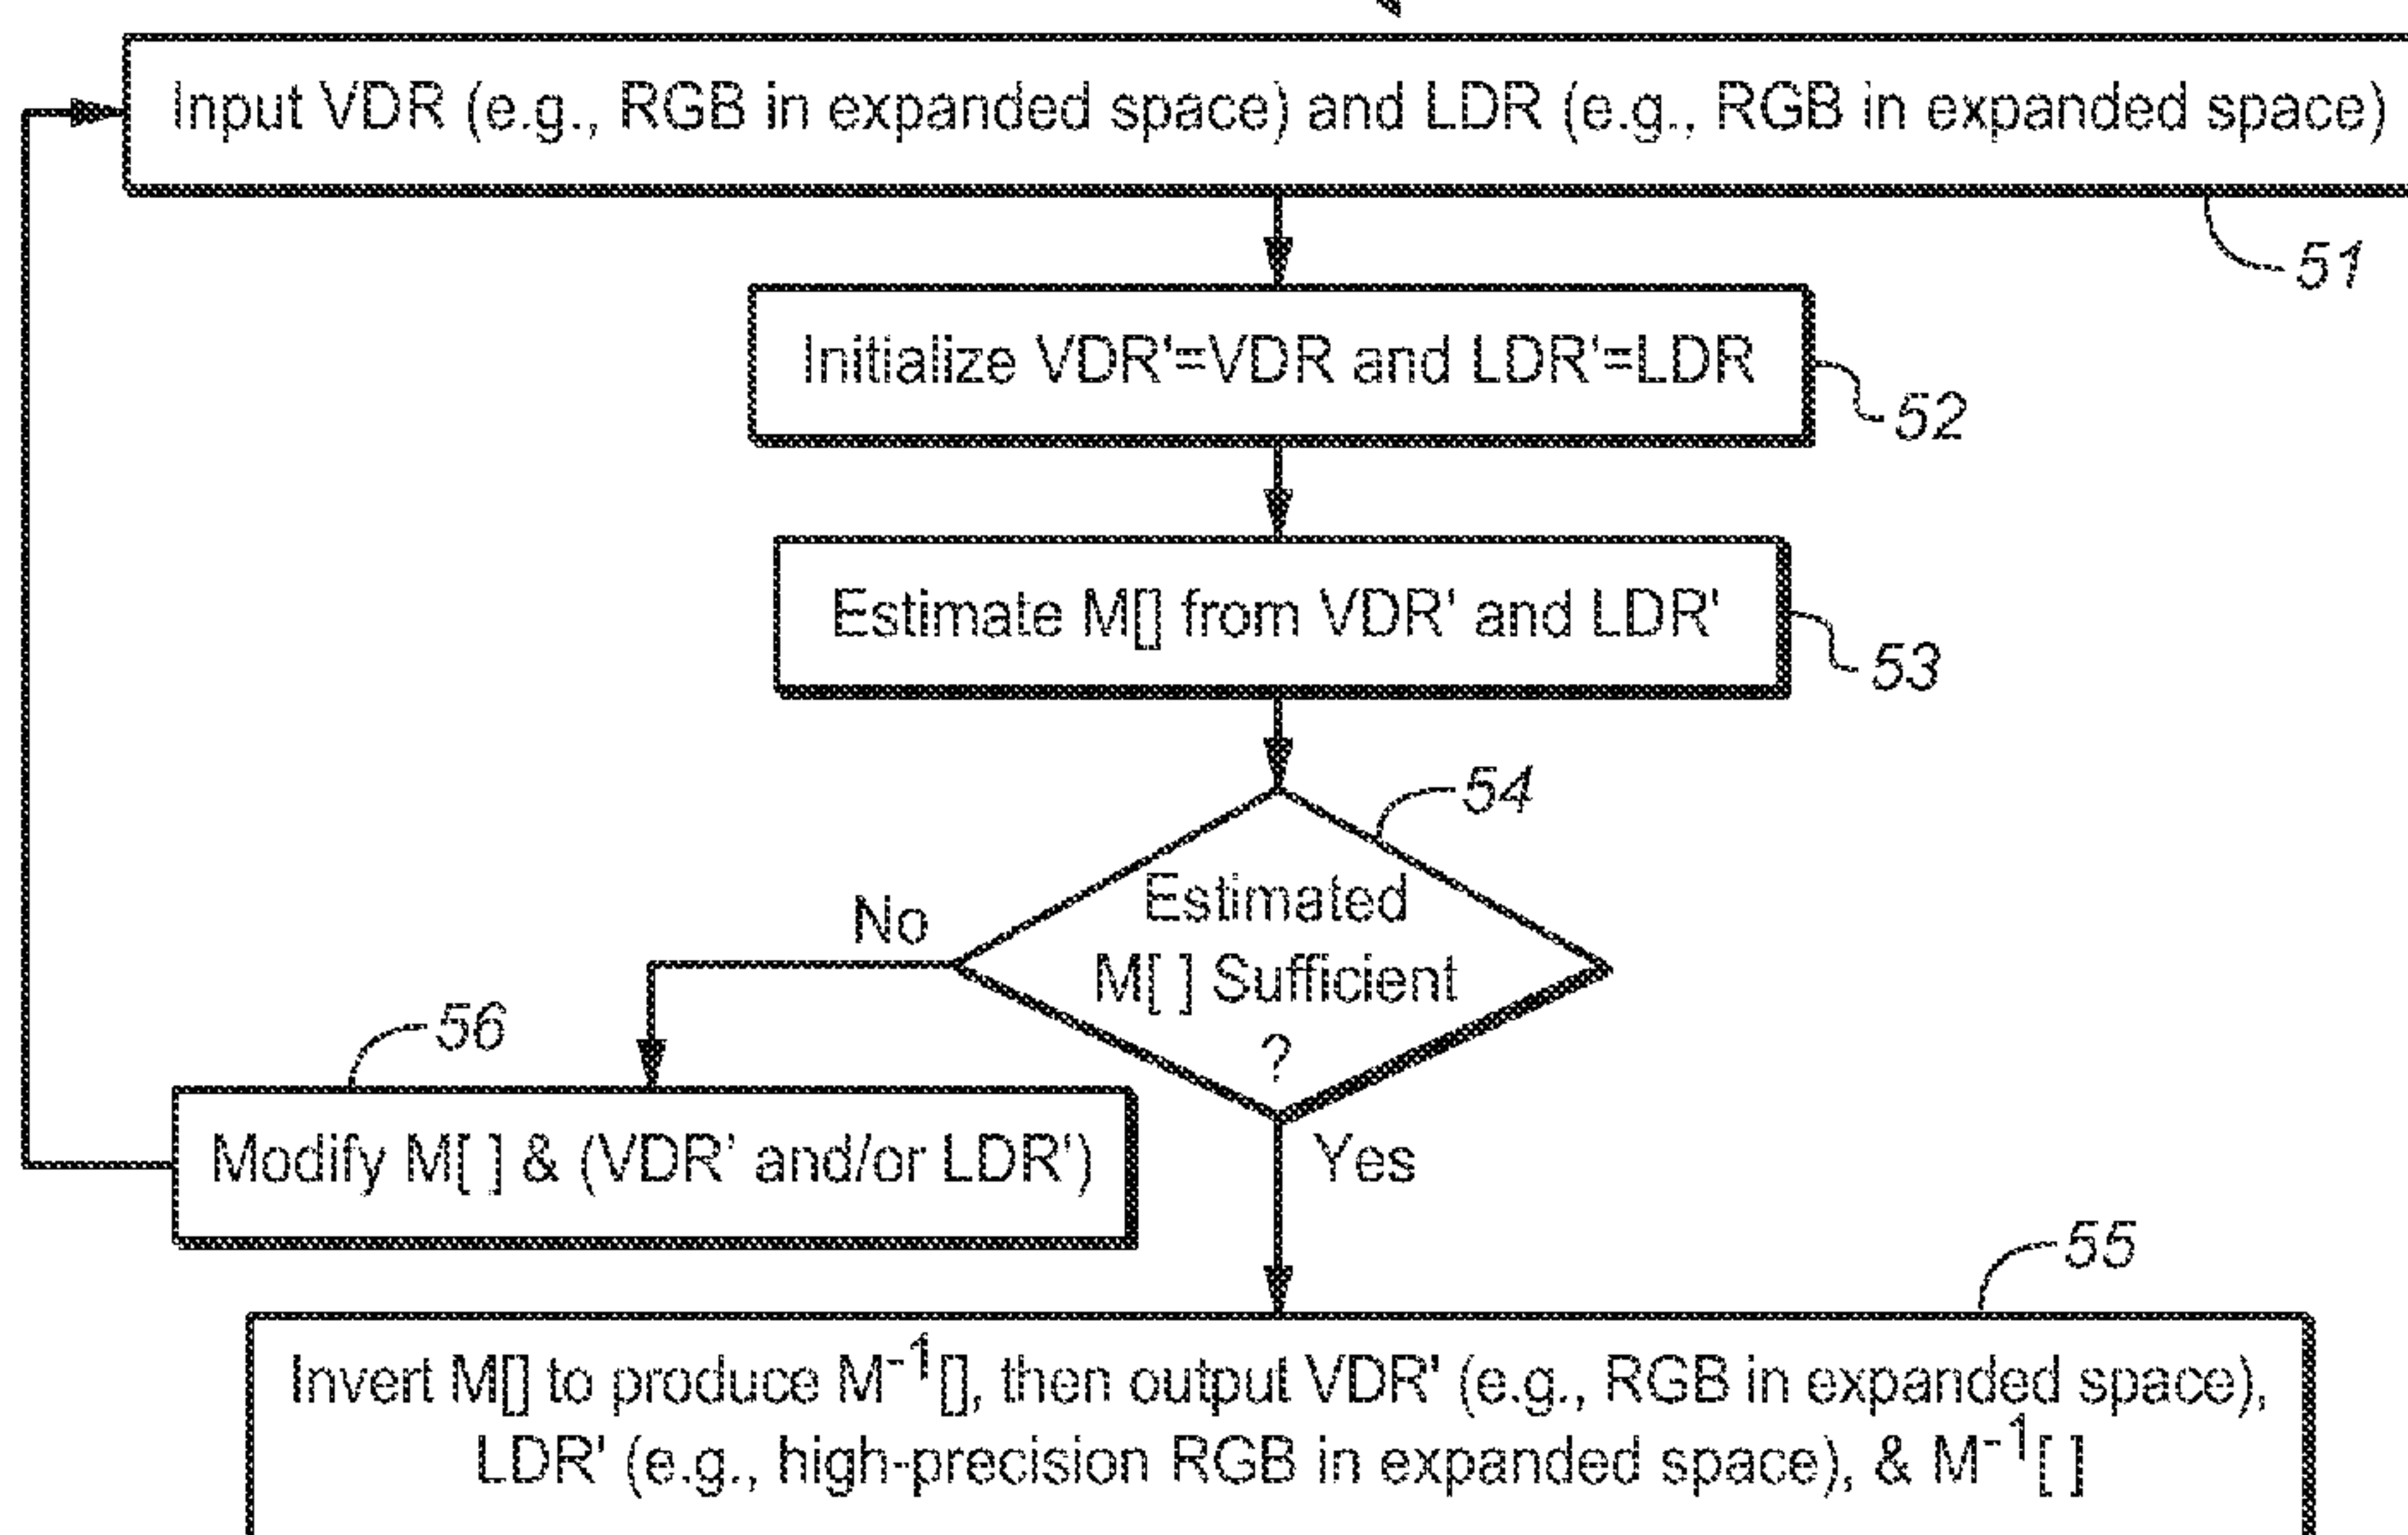 Input VDR (e.g., RGB in expanded space) and LDR (e.g., RGB in expanded space)
51
Initialize VDR'=VDR and LDR'=LDR
52
Estimate M[] from VDR' and LDR'
53
54
Estimated
M[ ] Sufficient
?
No
56
Modify M[ ] & (VDR' and/or LDR')
Yes
55
Invert M[] to produce M⁻¹[], then output VDR' (e.g., RGB in expanded space),
LDR' (e.g., high-precision RGB in expanded space), & M⁻¹[ ]